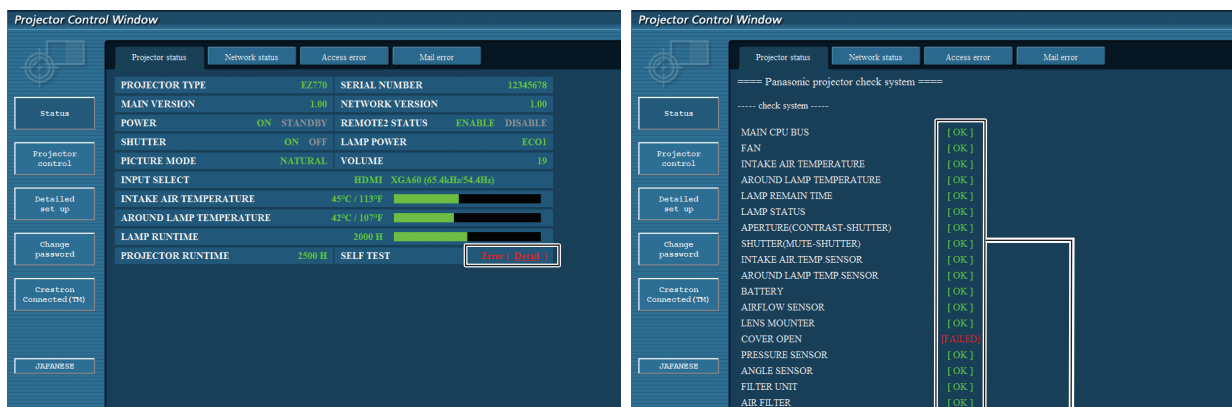 Projector Control Window
Projector status Network status Access error Mail error
Status
Projector control
Detailed set up
Change password
Crestron Connected(TM)
JAPANESE
PROJECTOR TYPE EZ770 SERIAL NUMBER 12345678
MAIN VERSION 1.00 NETWORK VERSION 1.00
POWER ON STANDBY REMOTE2 STATUS ENABLE DISABLE
SHUTTER ON OFF LAMP POWER ECO1
PICTURE MODE NATURAL VOLUME 19
INPUT SELECT HDMI XGA60 (65.4kHz/54.4Hz)
INTAKE AIR TEMPERATURE 45°C / 113°F
AROUND LAMP TEMPERATURE 42°C / 107°F
LAMP RUNTIME 2000 H
PROJECTOR RUNTIME 2500 H SELF TEST Error ( Detail )
Projector Control Window
Projector status Network status Access error Mail error
Status
Projector control
Detailed set up
Change password
Crestron Connected(TM)
JAPANESE
==== Panasonic projector check system ====
----- check system -----
MAIN CPU BUS [ OK ]
FAN [ OK ]
INTAKE AIR TEMPERATURE [ OK ]
AROUND LAMP TEMPERATURE [ OK ]
LAMP REMAIN TIME [ OK ]
LAMP STATUS [ OK ]
APERTURE(CONTRAST-SHUTTER) [ OK ]
SHUTTER(MUTE-SHUTTER) [ OK ]
INTAKE AIR TEMP.SENSOR [ OK ]
AROUND LAMP TEMP.SENSOR [ OK ]
BATTERY [ OK ]
AIRFLOW SENSOR [ OK ]
LENS MOUNTER [ OK ]
COVER OPEN [FAILED]
PRESSURE SENSOR [ OK ]
ANGLE SENSOR [ OK ]
FILTER UNIT [ OK ]
AIR FILTER [ OK ]